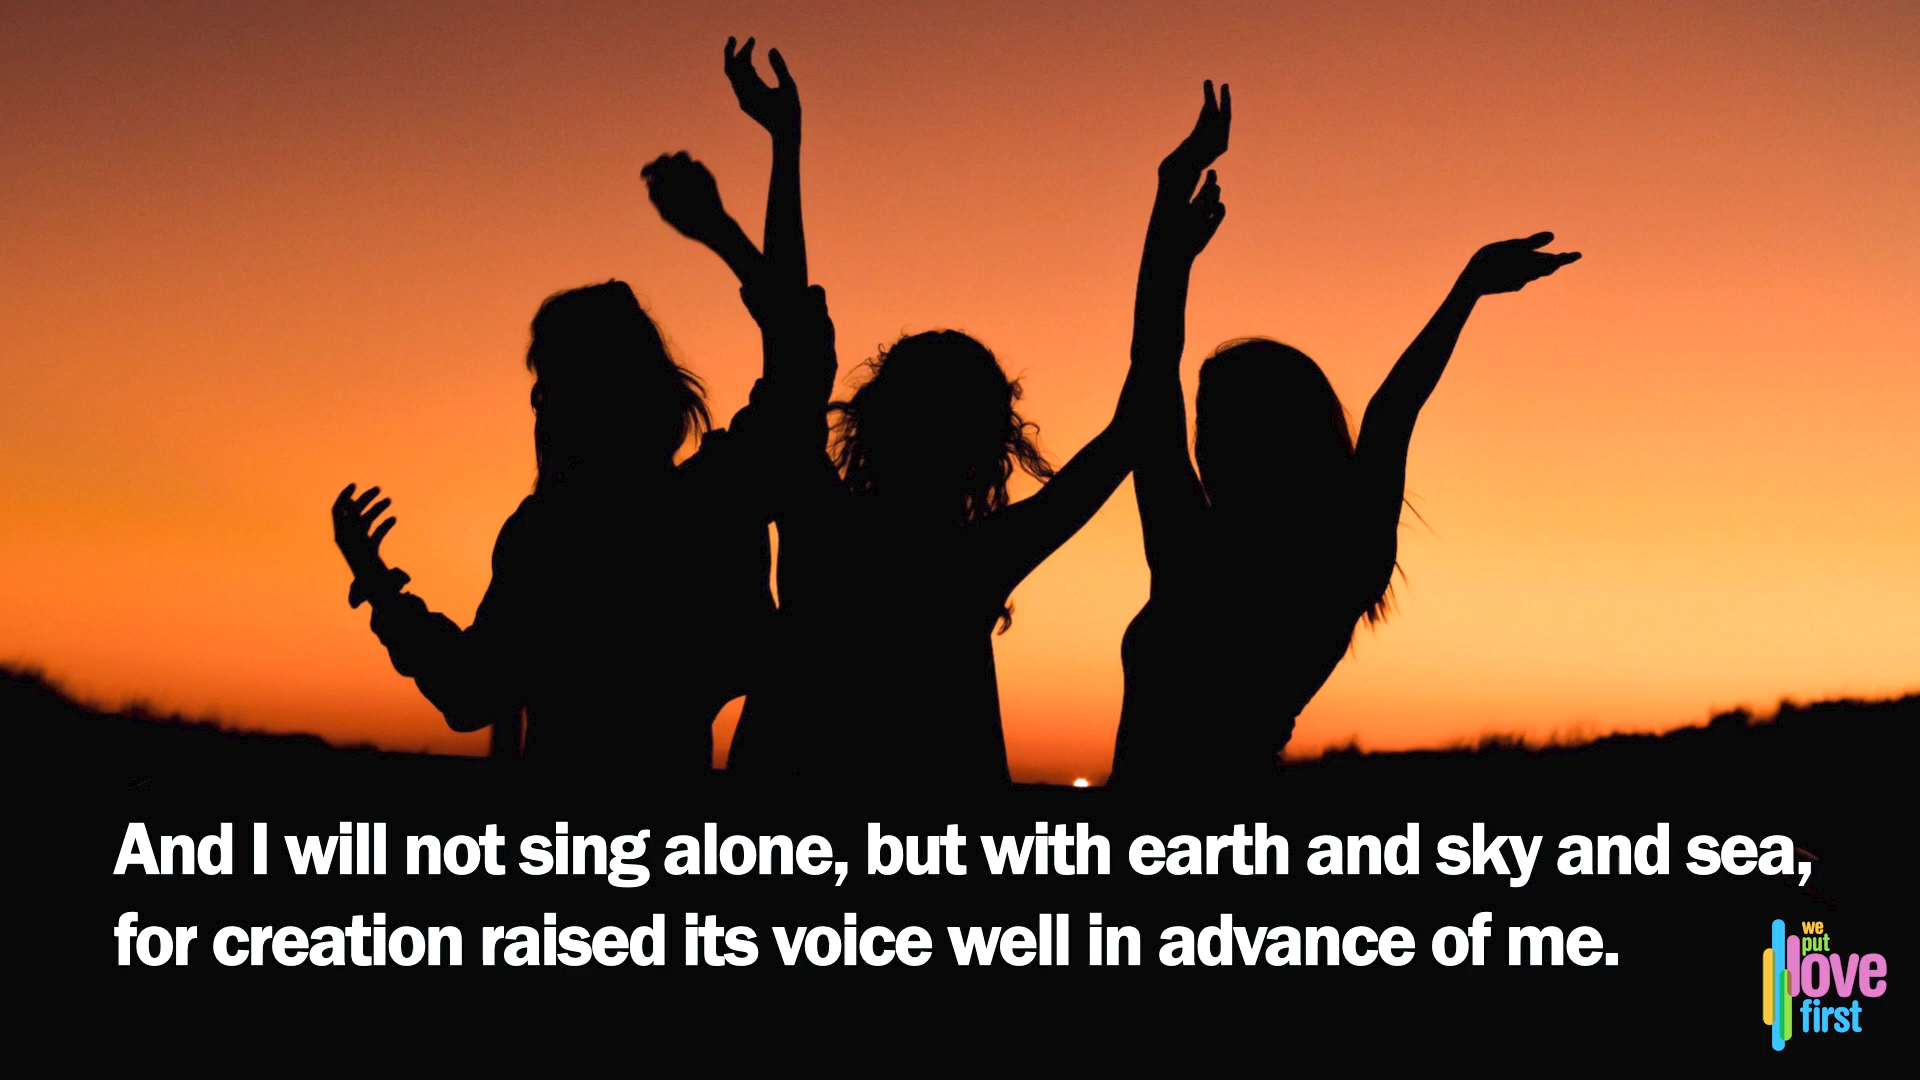 And I will not sing alone, but with earth and sky and sea,
for creation raised its voice well in advance of me.
we
put
love
first